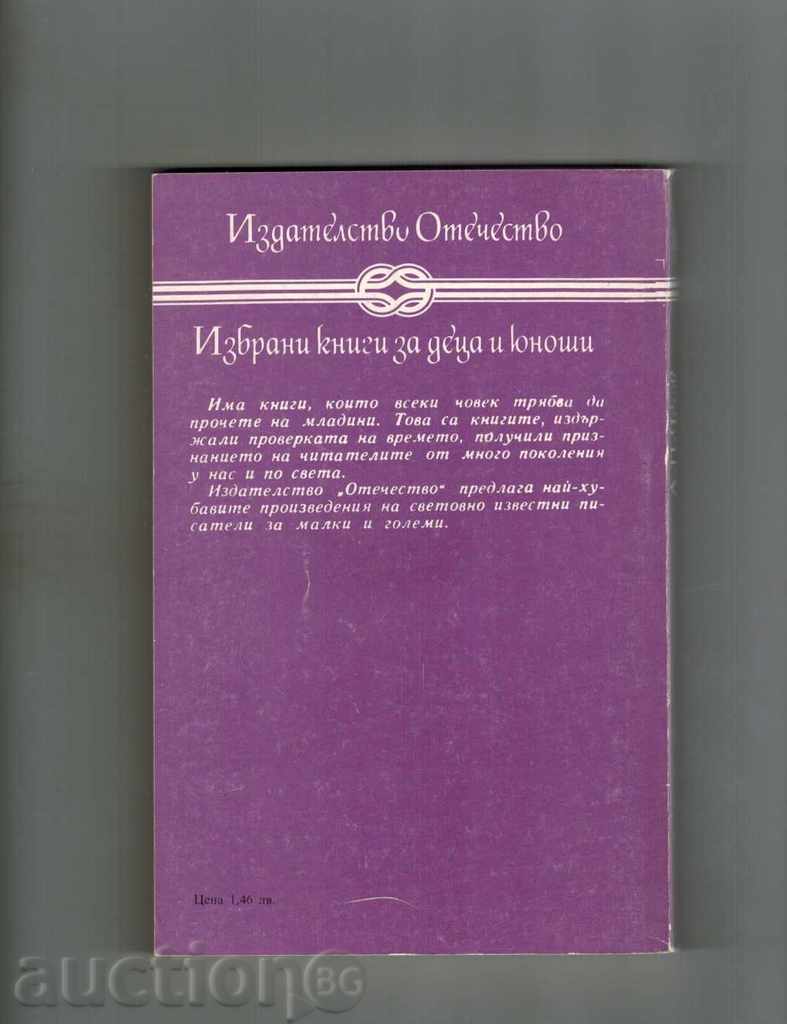 Издателство Отечество
Избрани книги за деца и юноши
Има книги, които всеки човек трябва да
прочете на младини. Това са книгите, издър-
жали проверката на времето, получили приз-
нанието на читателите от много поколения
у нас и по света.
Издателство „Отечество“ предлага най-ху-
бавите произведения на световно известни пи-
сатели за малки и големи.
Цена 1,46 лв.
auctionBG